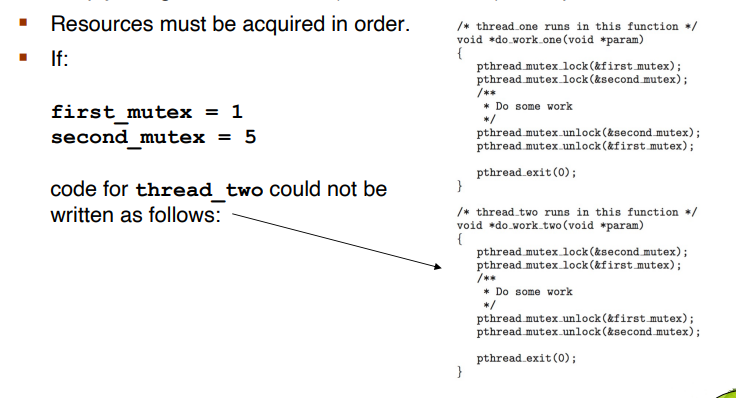 Resources must be acquired in order.
If:
first_mutex = 1
second_mutex = 5
code for thread_two could not be
written as follows:
/* thread_one runs in this function */
void *do_work_one(void *param)
{
pthread_mutex_lock(&first_mutex);
pthread_mutex_lock(&second_mutex);
/**
* Do some work
*/
pthread_mutex_unlock(&second_mutex);
pthread_mutex_unlock(&first_mutex);
pthread_exit(0);
}
/* thread_two runs in this function */
void *do_work_two(void *param)
{
pthread_mutex_lock(&second_mutex);
pthread_mutex_lock(&first_mutex);
/**
* Do some work
*/
pthread_mutex_unlock(&first_mutex);
pthread_mutex_unlock(&second_mutex);
pthread_exit(0);
}